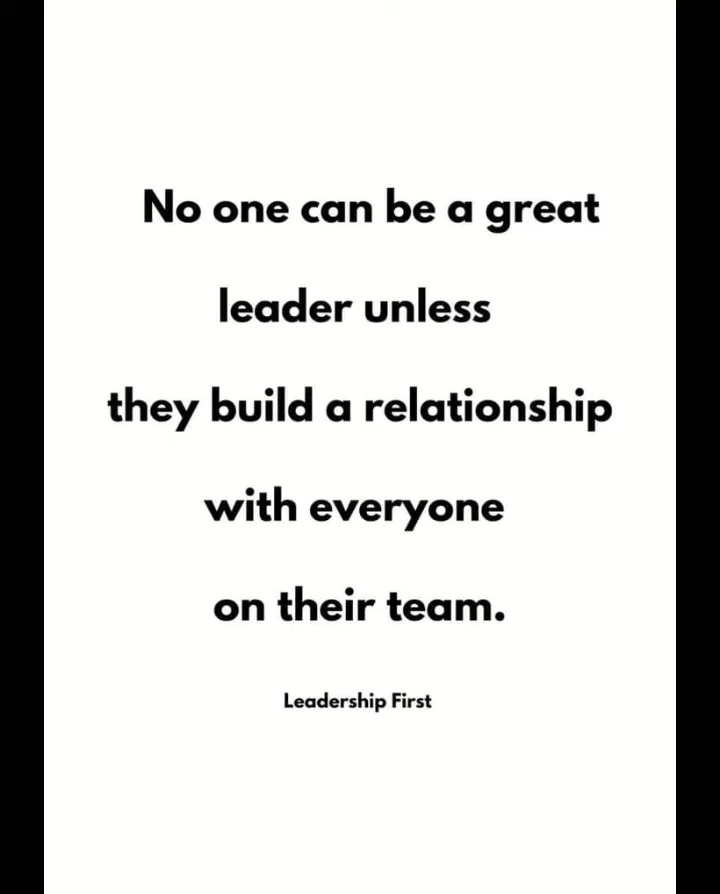 No one can be a great
leader unless
they build a relationship
with everyone
on their team.
Leadership First